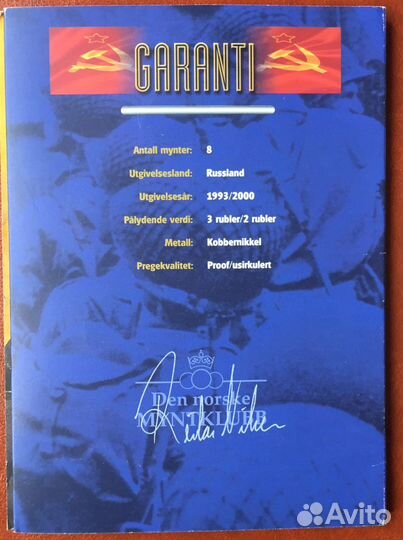 GARANTI
Antall mynter: 8
Utgivelsesland: Russland
Utgivelsesår: 1993/2000
Pålydende verdi: 3 rubler/2 rubler
Metall: Kobbernikkel
Pregekvalitet: Proof/usirkulert
Den norske
MYNTKLUBB
Avito